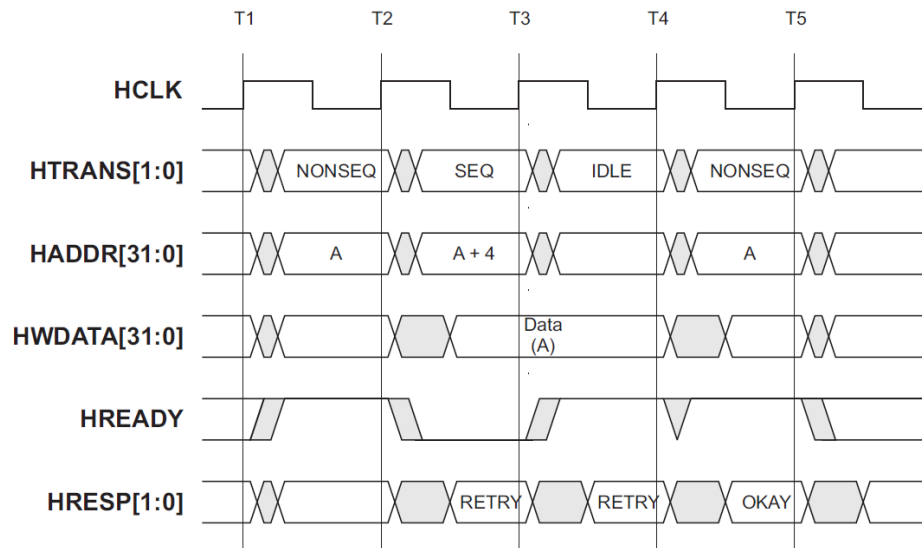 T1 T2 T3 T4 T5
HCLK
HTRANS[1:0] NONSEQ SEQ IDLE NONSEQ
HADDR[31:0] A A + 4 A
HWDATA[31:0] Data
(A)
HREADY
HRESP[1:0] RETRY RETRY OKAY